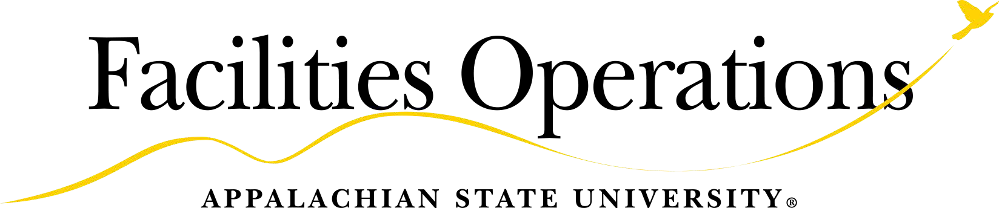 Facilities Operations
APPALACHIAN STATE UNIVERSITY®